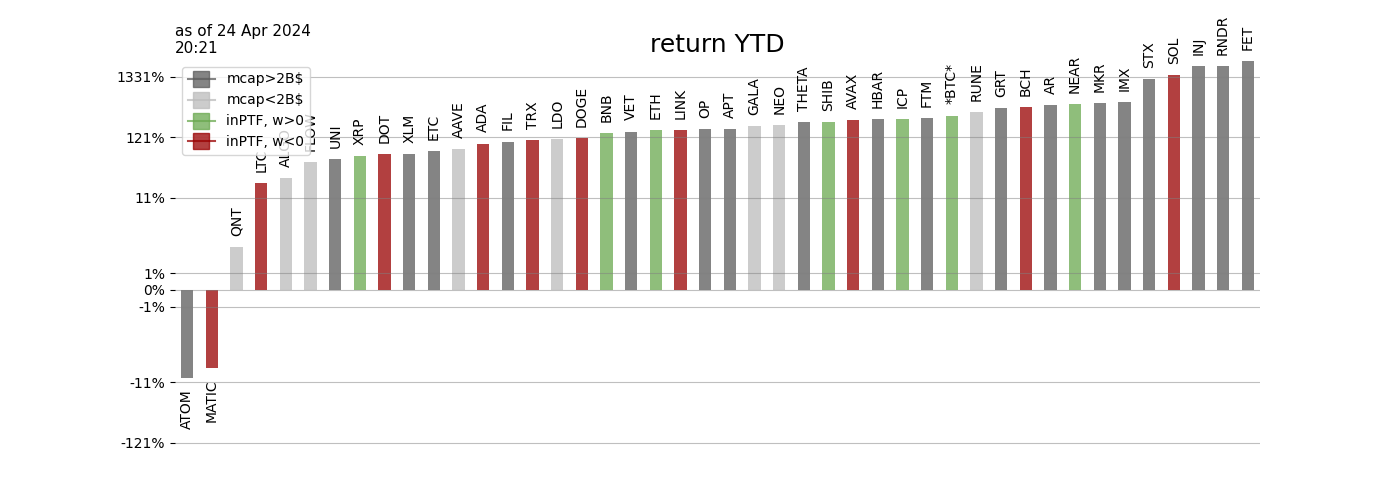 as of 24 Apr 2024
20:21
return YTD
mcap>2B$
mcap<2B$
inPTF, w>0
inPTF, w<0
1331%
121%
11%
1%
0%
-1%
-11%
-121%
ATOM
MATIC
QNT
LTC
ALGO
FLOW
UNI
XRP
DOT
XLM
ETC
AAVE
ADA
FIL
TRX
LDO
DOGE
BNB
VET
ETH
LINK
OP
APT
GALA
NEO
THETA
SHIB
AVAX
HBAR
ICP
FTM
*BTC*
RUNE
GRT
BCH
AR
NEAR
MKR
IMX
STX
SOL
INJ
RNDR
FET